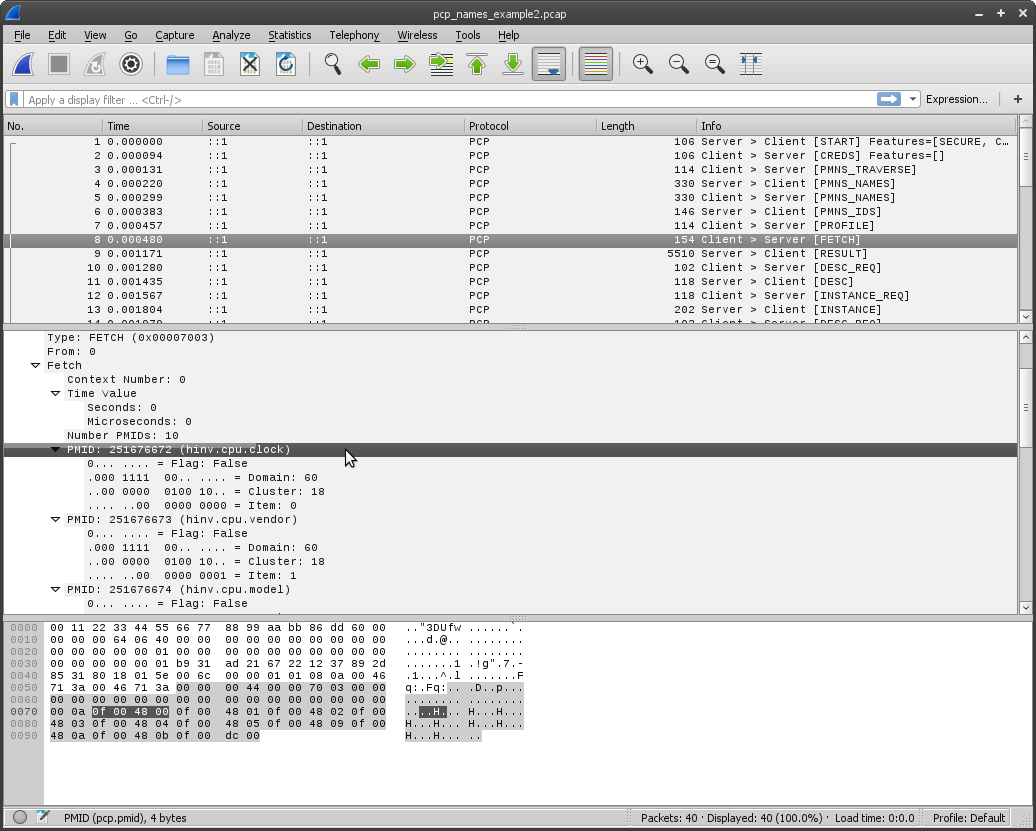 pcp_names_example2.pcap
File Edit View Go Capture Analyze Statistics Telephony Wireless Tools Help
Apply a display filter ... <Ctrl-/> Expression... +
No. Time Source Destination Protocol Length Info
1 0.000000 ::1 ::1 PCP 106 Server > Client [START] Features=[SECURE, C…
2 0.000094 ::1 ::1 PCP 106 Client > Server [CREDS] Features=[]
3 0.000131 ::1 ::1 PCP 114 Client > Server [PMNS_TRAVERSE]
4 0.000220 ::1 ::1 PCP 330 Server > Client [PMNS_NAMES]
5 0.000299 ::1 ::1 PCP 330 Client > Server [PMNS_NAMES]
6 0.000383 ::1 ::1 PCP 146 Server > Client [PMNS_IDS]
7 0.000457 ::1 ::1 PCP 114 Client > Server [PROFILE]
8 0.000480 ::1 ::1 PCP 154 Client > Server [FETCH]
9 0.001171 ::1 ::1 PCP 5510 Server > Client [RESULT]
10 0.001280 ::1 ::1 PCP 102 Client > Server [DESC_REQ]
11 0.001435 ::1 ::1 PCP 118 Server > Client [DESC]
12 0.001567 ::1 ::1 PCP 118 Client > Server [INSTANCE_REQ]
13 0.001804 ::1 ::1 PCP 202 Server > Client [INSTANCE]
Type: FETCH (0x00007003)
From: 0
Fetch
Context Number: 0
Time Value
Seconds: 0
Microseconds: 0
Number PMIDs: 10
PMID: 251676672 (hinv.cpu.clock)
0... .... = Flag: False
.000 1111  00.. .... = Domain: 60
..00 0000  0100 10.. = Cluster: 18
.... ..00  0000 0000 = Item: 0
PMID: 251676673 (hinv.cpu.vendor)
0... .... = Flag: False
.000 1111  00.. .... = Domain: 60
..00 0000  0100 10.. = Cluster: 18
.... ..00  0000 0001 = Item: 1
PMID: 251676674 (hinv.cpu.model)
0... .... = Flag: False
0000 00 11 22 33 44 55 66 77 88 99 aa bb 86 dd 60 00 .."3DUfw ......`.
0010 00 00 00 64 06 40 00 00 00 00 00 00 00 00 00 00 ...d.@.. ........
0020 00 00 00 00 00 01 00 00 00 00 00 00 00 00 00 00 ........ ........
0030 00 00 00 00 00 01 b9 31 ad 21 67 22 12 37 89 2d .......1 .!g".7.-
0040 85 31 80 18 01 5e 00 6c 00 00 01 01 08 0a 00 46 .1...^.l .......F
0050 71 3a 00 46 71 3a 00 00 00 00 44 00 00 70 03 00 00 q:.Fq:.. .D..p...
0060 00 00 00 00 00 00 00 00 00 00 00 00 00 00 00 00 ........ ........
0070 00 0a 0f 00 48 00 0f 00 48 01 0f 00 48 02 0f 00 ....H... H...H...
0080 48 03 0f 00 48 04 0f 00 48 05 0f 00 48 09 0f 00 H...H... H...H...
0090 48 0a 0f 00 48 0b 0f 00 dc 00 H...H... ..
PMID (pcp.pmid), 4 bytes Packets: 40 · Displayed: 40 (100.0%) · Load time: 0:0.0 Profile: Default